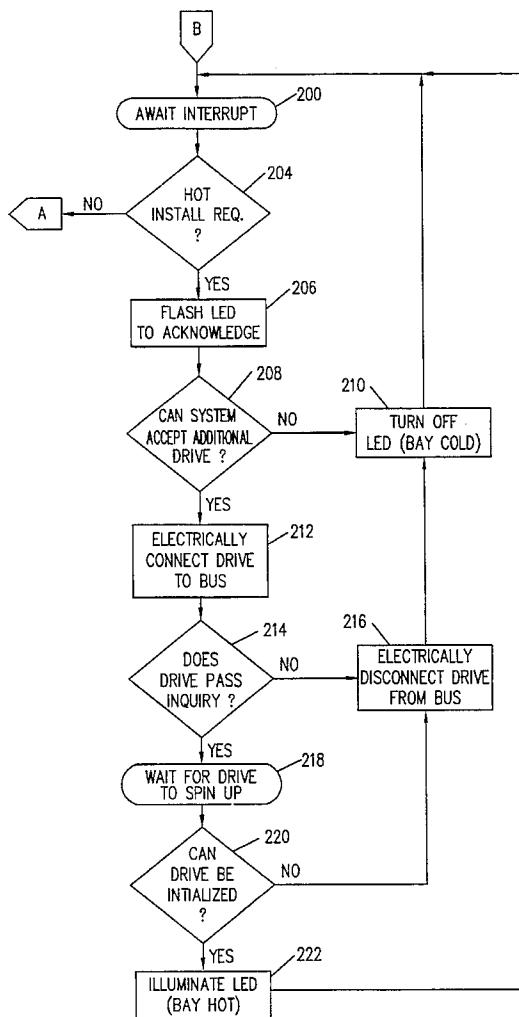 B
AWAIT INTERRUPT
200
204
HOT
INSTALL REQ.
?
NO
A
YES
206
FLASH LED
TO ACKNOWLEDGE
208
CAN SYSTEM
ACCEPT ADDITIONAL
DRIVE ?
NO
210
TURN OFF
LED (BAY COLD)
YES
212
ELECTRICALLY
CONNECT DRIVE
TO BUS
214
DOES
DRIVE PASS
INQUIRY ?
NO
216
ELECTRICALLY
DISCONNECT DRIVE
FROM BUS
YES
218
WAIT FOR DRIVE
TO SPIN UP
220
CAN
DRIVE BE
INTIALIZED
?
NO
YES
222
ILLUMINATE LED
(BAY HOT)